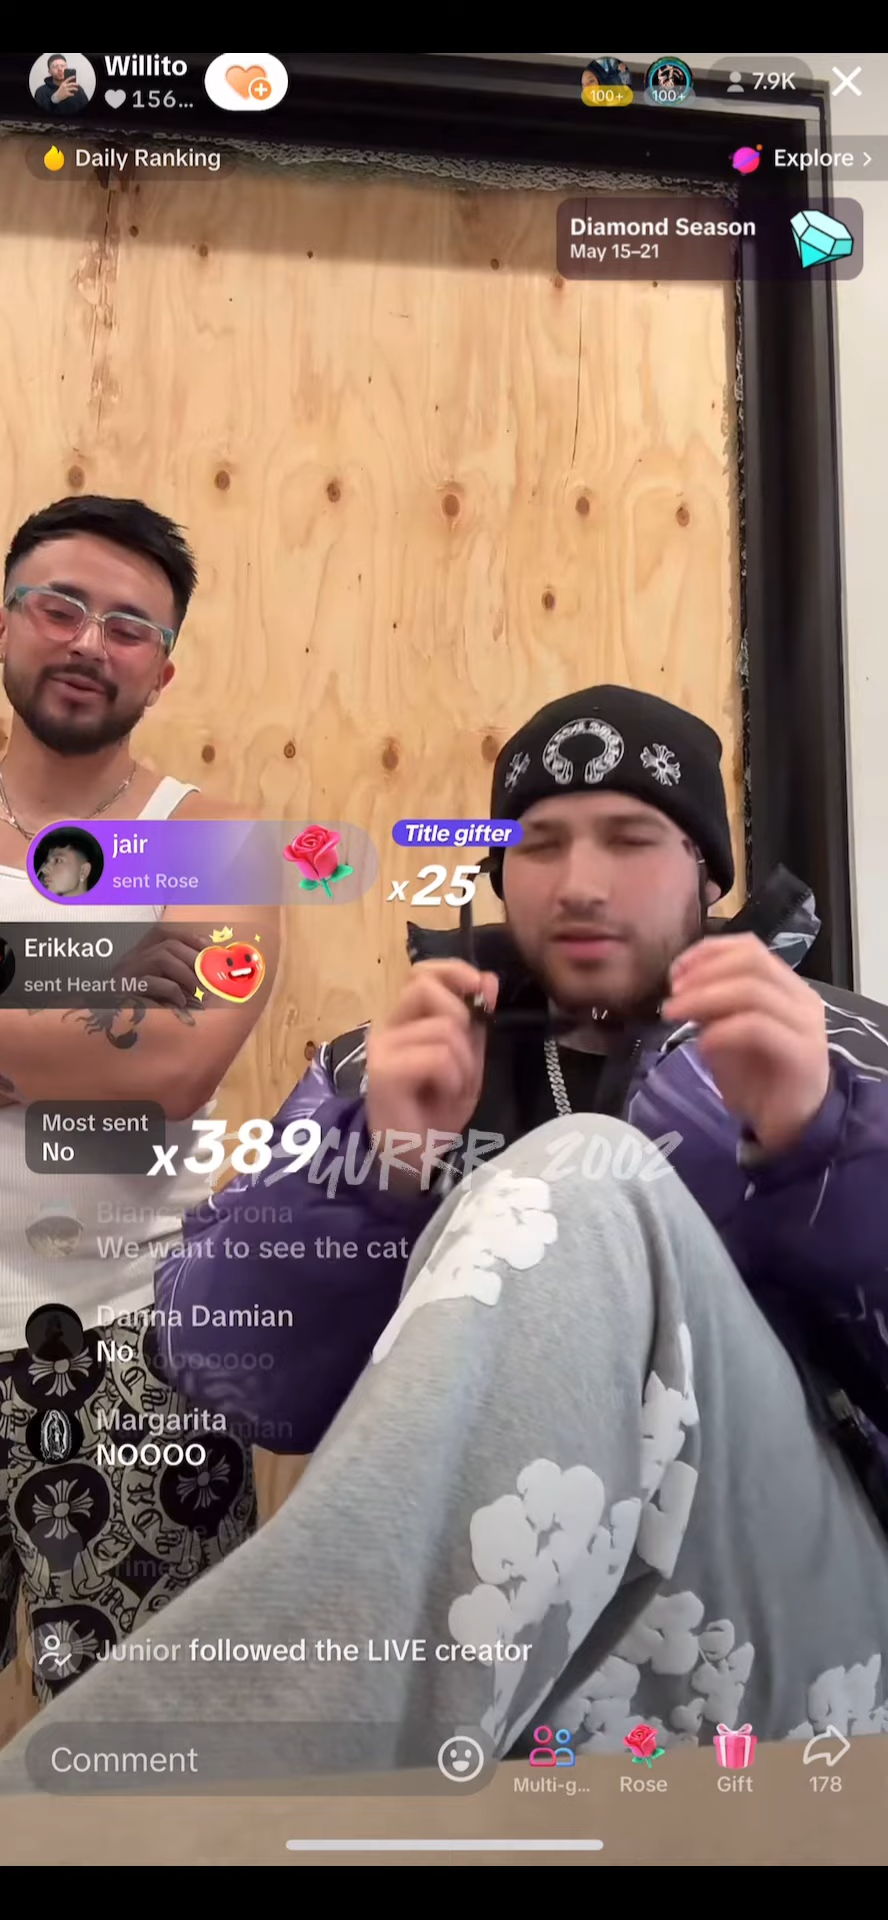 Willito
156...
100+
100+
7.9K
Daily Ranking
Explore >
Diamond Season
May 15–21
jair
sent Rose
Title gifter
x25
ErikkaO
sent Heart Me
Most sent
No
x389
GURRR_2002
Bianca Corona
We want to see the cat
Danna Damian
No
Margarita
NOOOO
Junior followed the LIVE creator
Comment
Multi-g...
Rose
Gift
178